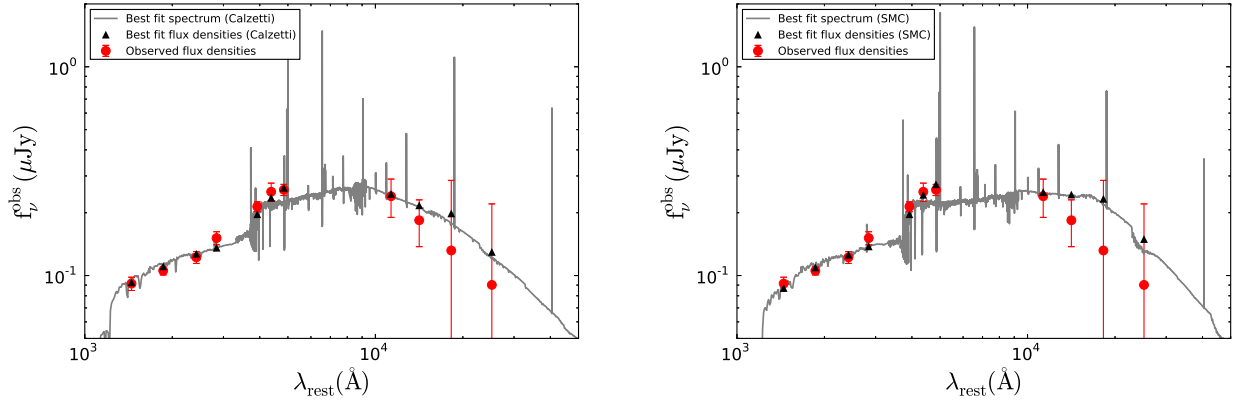 Best fit spectrum (Calzetti)
Best fit flux densities (Calzetti)
Observed flux densities
10⁰
10⁻¹
f_ν^obs (μJy)
10³
10⁴
λ_rest(Å)
Best fit spectrum (SMC)
Best fit flux densities (SMC)
Observed flux densities
10⁰
10⁻¹
f_ν^obs (μJy)
10³
10⁴
λ_rest(Å)